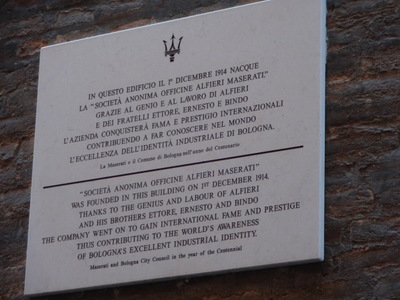 IN QUESTO EDIFICIO IL 1° DICEMBRE 1914 NACQUE
LA "SOCIETÀ ANONIMA OFFICINE ALFIERI MASERATI".
GRAZIE AL GENIO E AL LAVORO DI ALFIERI
E DEI FRATELLI ETTORE, ERNESTO E BINDO
L'AZIENDA CONQUISTERÀ FAMA E PRESTIGIO INTERNAZIONALI
CONTRIBUENDO A FAR CONOSCERE NEL MONDO
L'ECCELLENZA DELL'IDENTITÀ INDUSTRIALE DI BOLOGNA.
La Maserati e il Comune di Bologna nell'anno del Centenario
"SOCIETÀ ANONIMA OFFICINE ALFIERI MASERATI"
WAS FOUNDED IN THIS BUILDING ON 1ST DECEMBER 1914.
THANKS TO THE GENIUS AND LABOUR OF ALFIERI
AND HIS BROTHERS ETTORE, ERNESTO AND BINDO
THE COMPANY WENT ON TO GAIN INTERNATIONAL FAME AND PRESTIGE
THUS CONTRIBUTING TO THE WORLD'S AWARENESS
OF BOLOGNA'S EXCELLENT INDUSTRIAL IDENTITY.
Maserati and Bologna City Council in the year of the Centennial